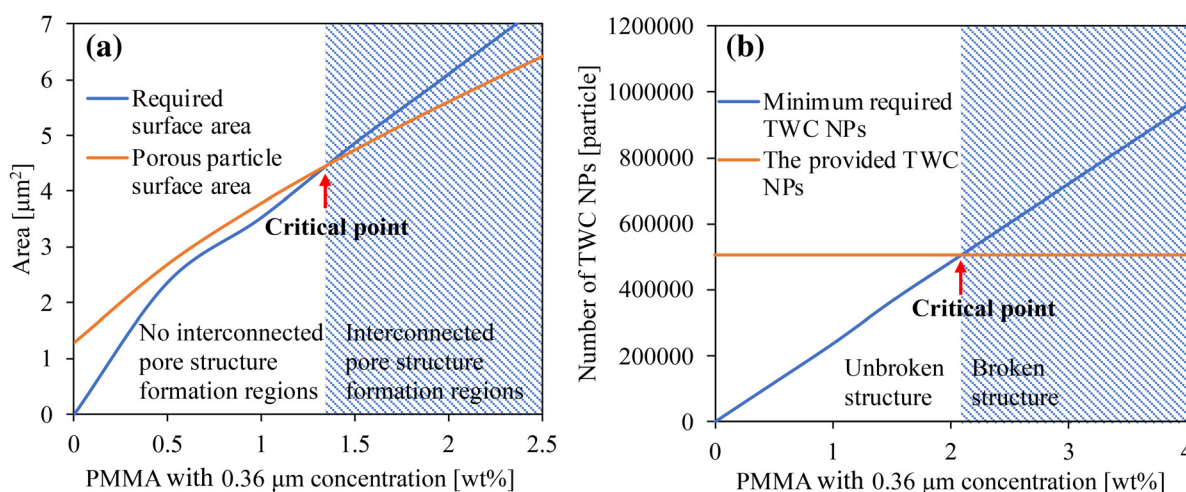 (a)
Area [μm²]
7
6
5
4
3
2
1
0
Required
surface area
Porous particle
surface area
Critical point
No interconnected
pore structure
formation regions
Interconnected
pore structure
formation regions
0 0.5 1 1.5 2 2.5
PMMA with 0.36 μm concentration [wt%]
(b)
Number of TWC NPs [particle]
1200000
1000000
800000
600000
400000
200000
0
Minimum required
TWC NPs
The provided TWC
NPs
Critical point
Unbroken
structure
Broken
structure
0 1 2 3 4
PMMA with 0.36 μm concentration [wt%]